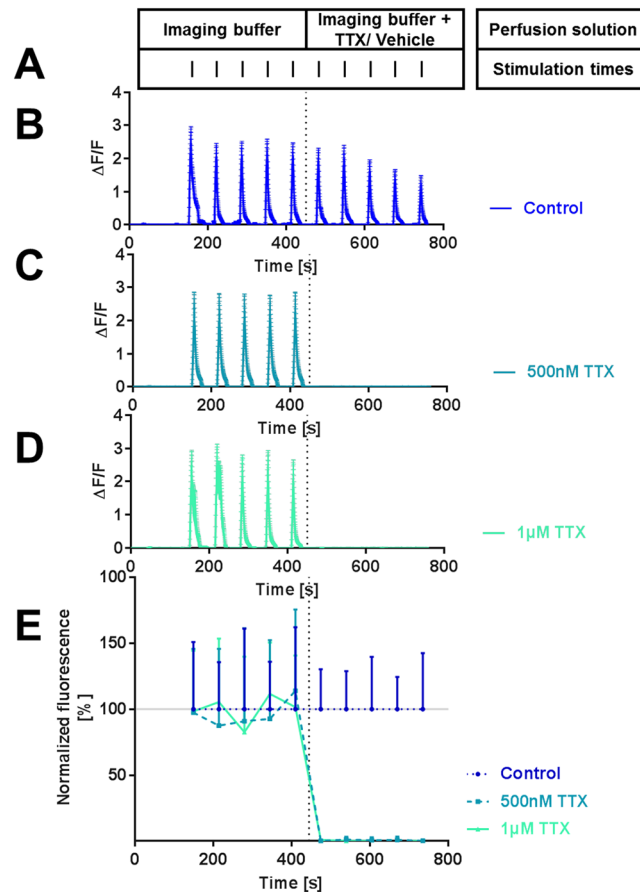 Imaging buffer
Imaging buffer +
TTX/ Vehicle
Perfusion solution
A
Stimulation times
B
4
3
2
1
0
ΔF/F
0 200 400 600 800
Time [s]
Control
C
4
3
2
1
0
ΔF/F
0 200 400 600 800
Time [s]
500nM TTX
D
4
3
2
1
0
ΔF/F
0 200 400 600 800
Time [s]
1µM TTX
E
100
150
100
50
Normalized fluorescence
[% ]
0 200 400 600 800
Time [s]
Control
500nM TTX
1µM TTX